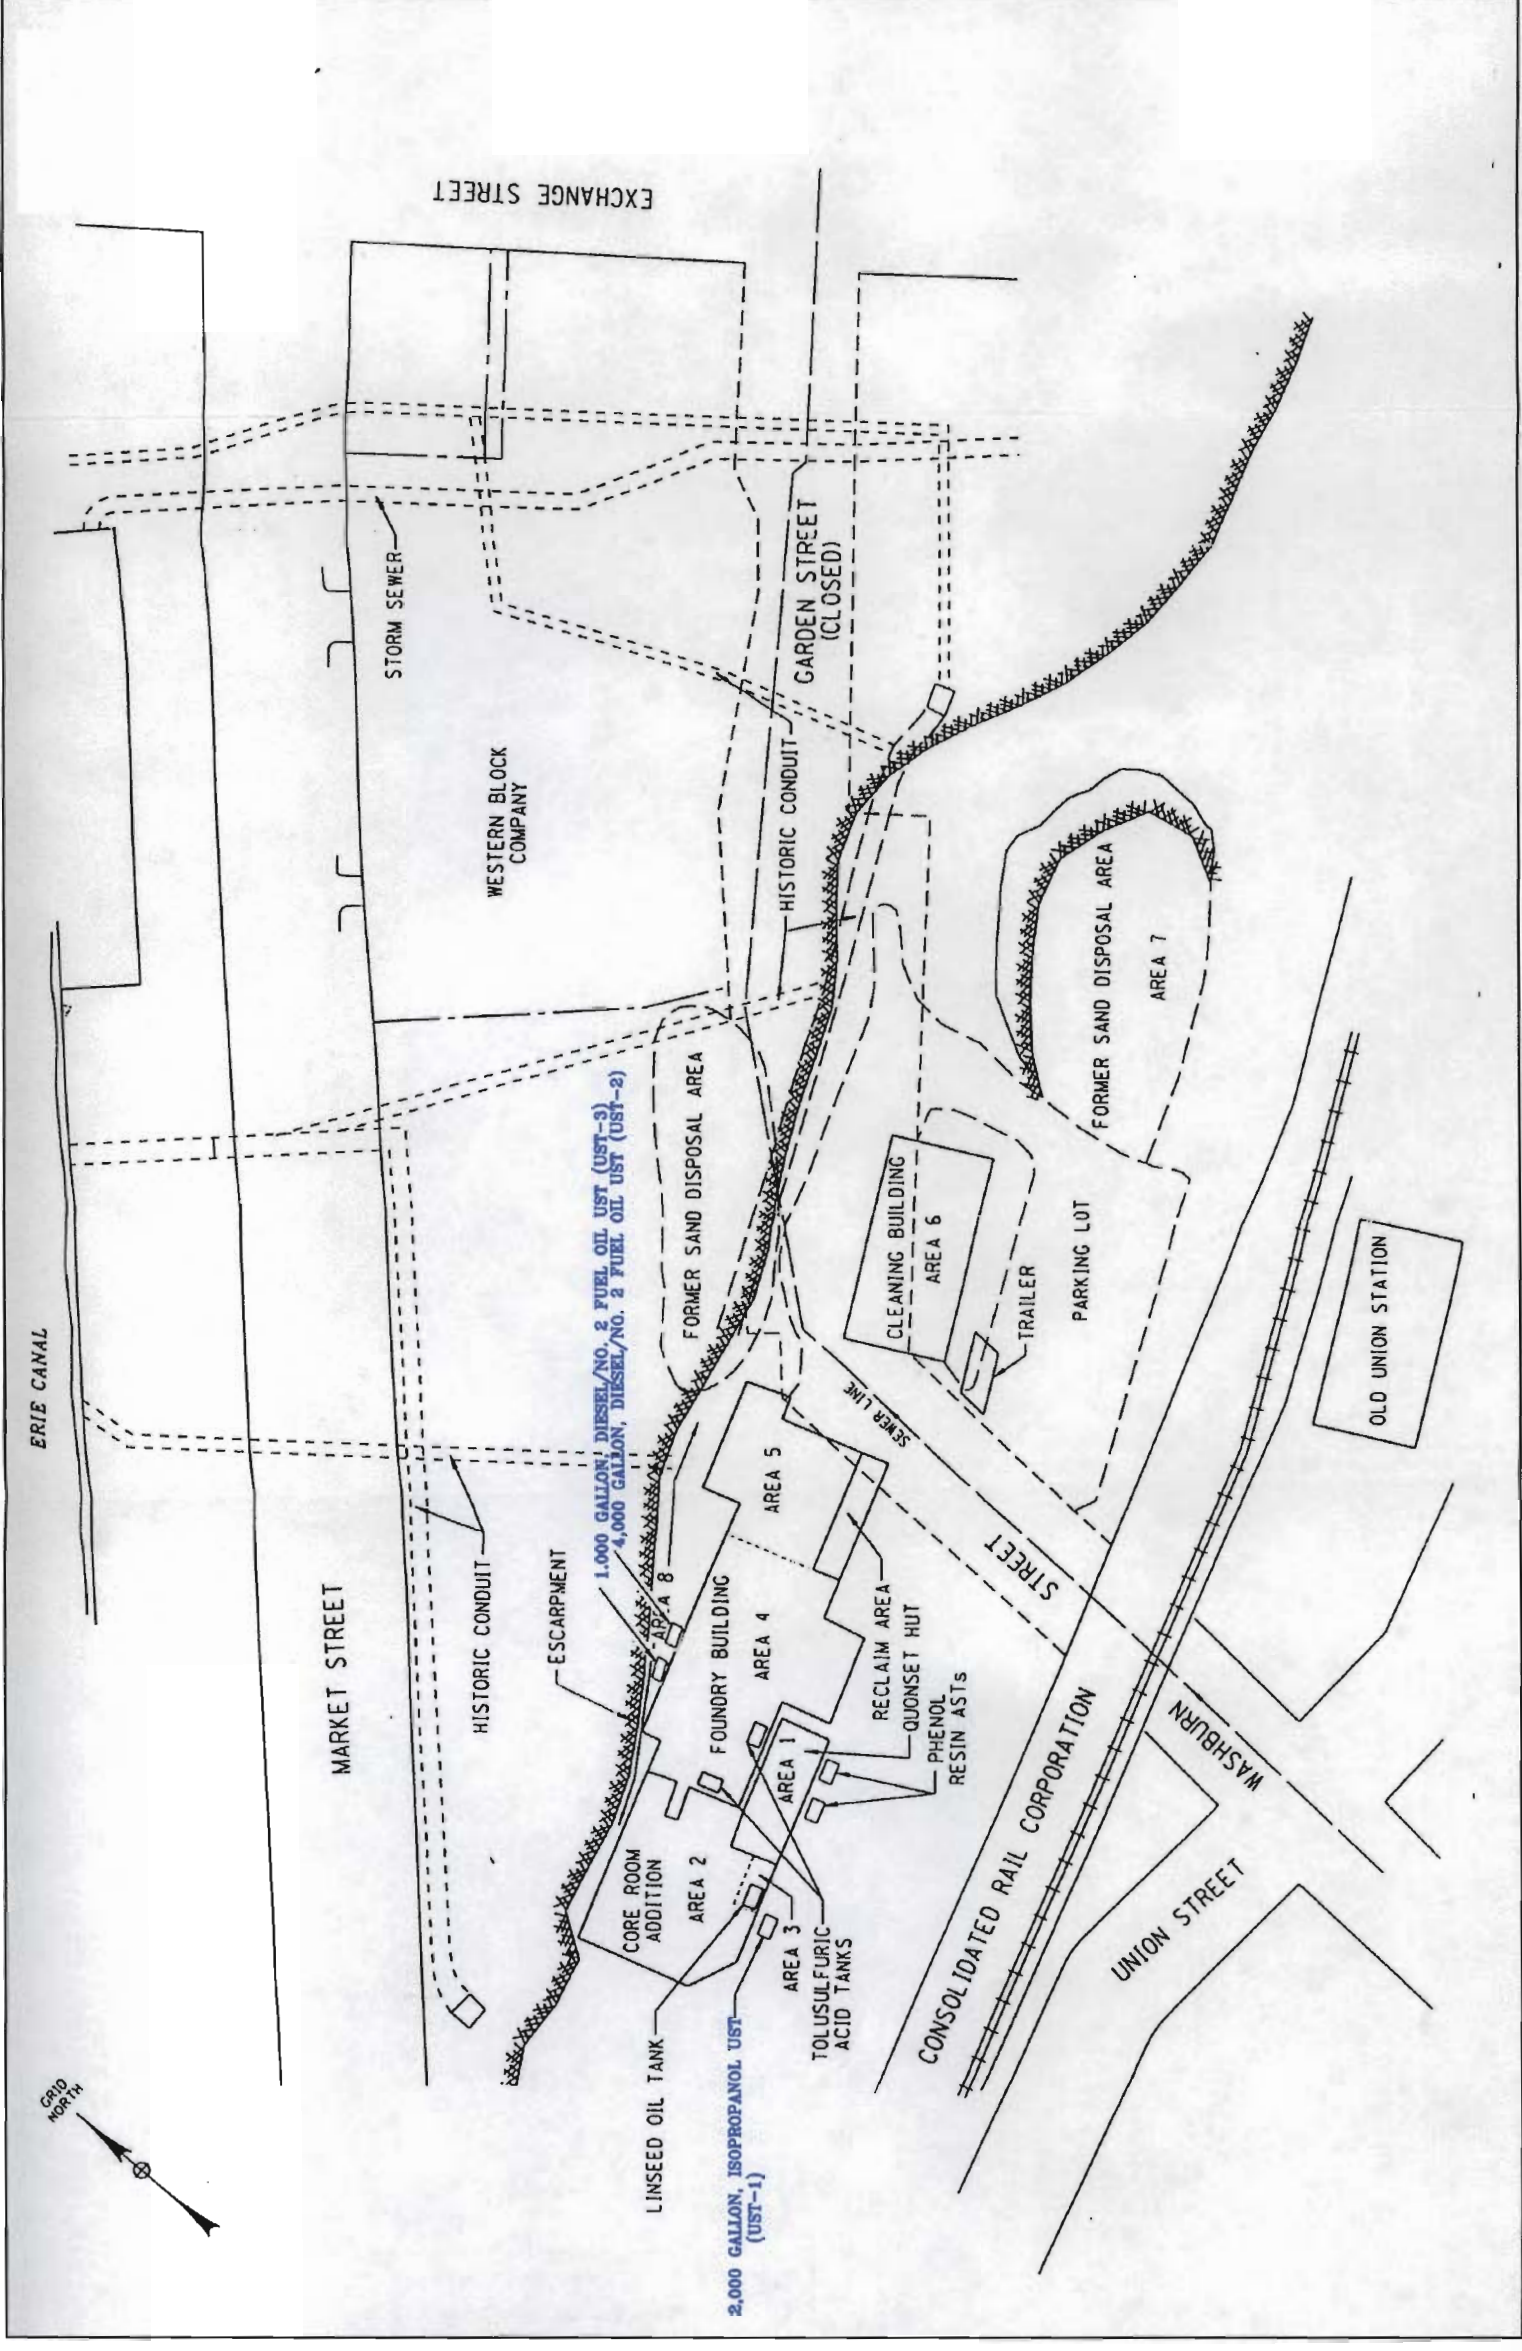 GRID
NORTH
ERIE CANAL
MARKET STREET
EXCHANGE STREET
STORM SEWER
WESTERN BLOCK
COMPANY
GARDEN STREET
(CLOSED)
HISTORIC CONDUIT
HISTORIC CONDUIT
ESCARPMENT
1.000 GALLON, DIESEL/NO. 2 FUEL OIL UST (UST-3)
4,000 GALLON, DIESEL/NO. 2 FUEL OIL UST (UST-2)
FORMER SAND DISPOSAL AREA
AREA 8
FOUNDRY BUILDING
AREA 4
AREA 5
CORE ROOM
ADDITION
AREA 2
AREA 1
AREA 3
LINSEED OIL TANK
2,000 GALLON, ISOPROPANOL UST
(UST-1)
TOLUSULFURIC
ACID TANKS
RECLAIM AREA
QUONSET HUT
PHENOL
RESIN ASTs
CLEANING BUILDING
AREA 6
TRAILER
PARKING LOT
FORMER SAND DISPOSAL AREA
AREA 7
SEWER LINE
WASHBURN
STREET
CONSOLIDATED RAIL CORPORATION
UNION STREET
OLD UNION STATION